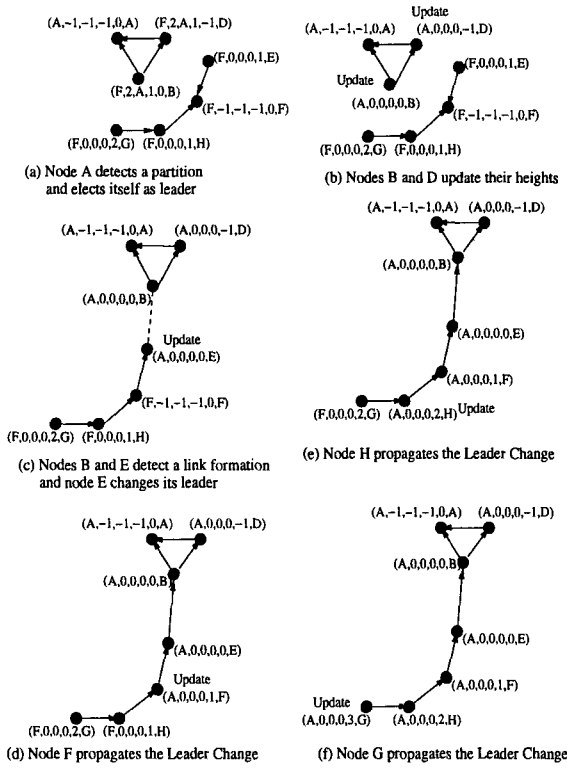 (A,−1,−1,−1,0,A) (F,2,A,1,−1,D)
(F,0,0,0,1,E)
(F,2,A,1,0,B)
(F,−1,−1,−1,0,F)
(F,0,0,0,2,G) (F,0,0,0,1,H)
(a) Node A detects a partition
and elects itself as leader
Update
(A,−1,−1,−1,0,A) (A,0,0,0,−1,D)
(F,0,0,0,1,E)
Update
(A,0,0,0,0,B)
(F,−1,−1,−1,0,F)
(F,0,0,0,2,G) (F,0,0,0,1,H)
(b) Nodes B and D update their heights
(A,−1,−1,−1,0,A) (A,0,0,0,−1,D)
(A,0,0,0,0,B)
Update
(A,0,0,0,0,E)
(F,−1,−1,−1,0,F)
(F,0,0,0,2,G) (F,0,0,0,1,H)
(c) Nodes B and E detect a link formation
and node E changes its leader
(A,−1,−1,−1,0,A) (A,0,0,0,−1,D)
(A,0,0,0,0,B)
(A,0,0,0,0,E)
(A,0,0,0,1,F)
(F,0,0,0,2,G) (A,0,0,0,2,H) Update
(e) Node H propagates the Leader Change
(A,−1,−1,−1,0,A) (A,0,0,0,−1,D)
(A,0,0,0,0,B)
(A,0,0,0,0,E)
Update
(A,0,0,0,1,F)
(F,0,0,0,2,G) (F,0,0,0,1,H)
(d) Node F propagates the Leader Change
(A,−1,−1,−1,0,A) (A,0,0,0,−1,D)
(A,0,0,0,0,B)
(A,0,0,0,0,E)
(A,0,0,0,1,F)
Update
(A,0,0,0,3,G) (A,0,0,0,2,H)
(f) Node G propagates the Leader Change